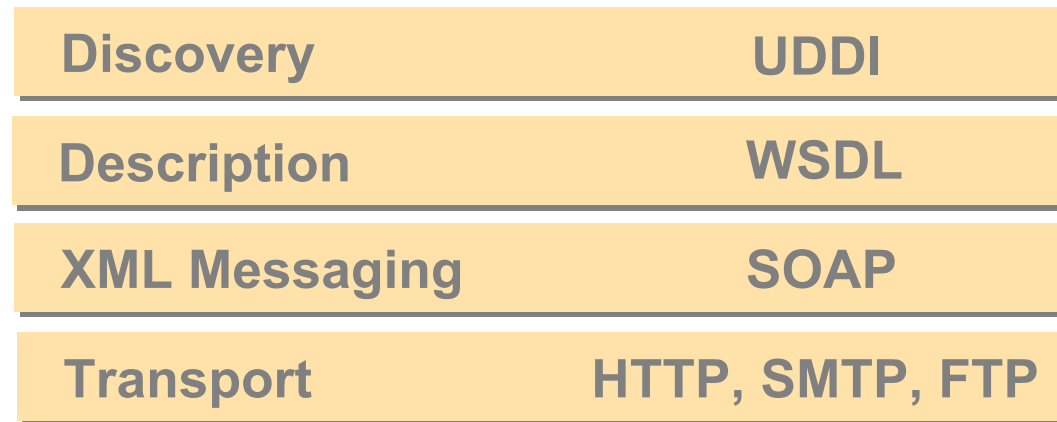 Discovery UDDI
Description WSDL
XML Messaging SOAP
Transport HTTP, SMTP, FTP